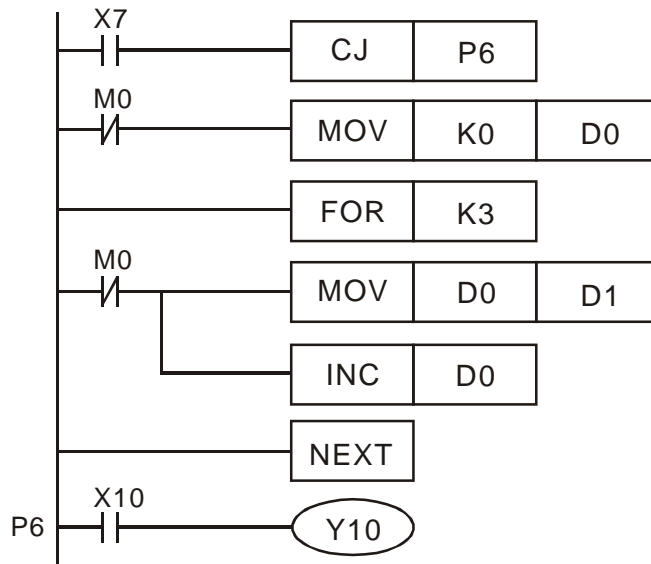 X7
CJ P6
M0
MOV K0 D0
FOR K3
M0
MOV D0 D1
INC D0
NEXT
X10
P6 Y10